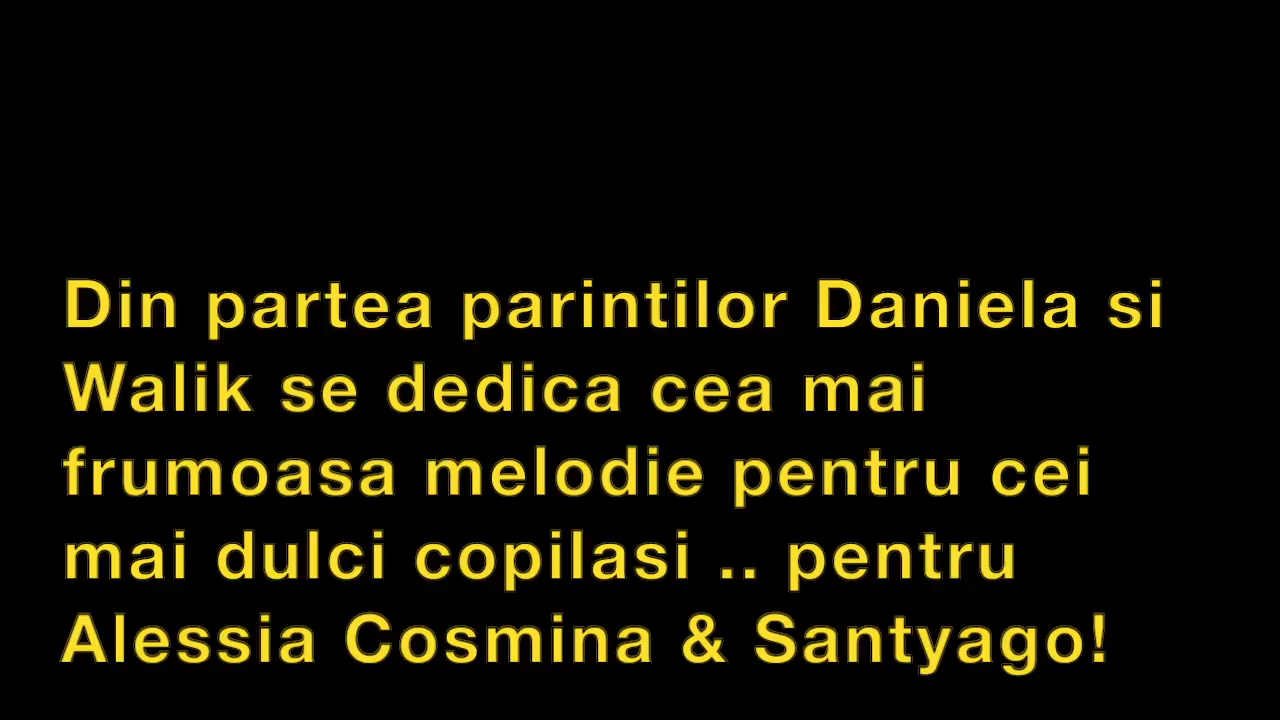 Din partea parintilor Daniela si
Walik se dedica cea mai
frumoasa melodie pentru cei
mai dulci copilasi .. pentru
Alessia Cosmina & Santyago!